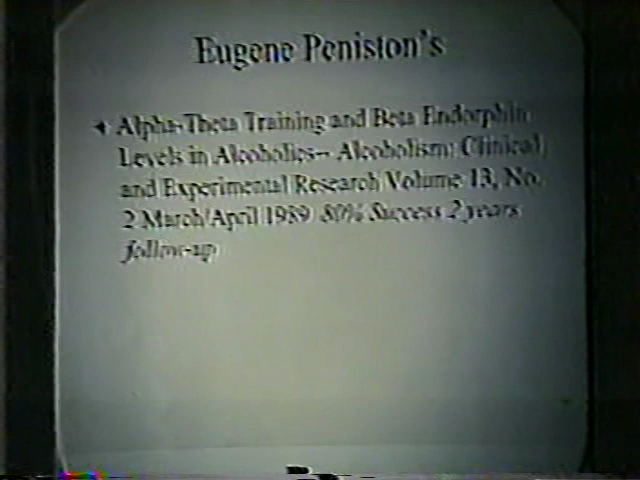 Eugene Peniston's
Alpha-Theta Training and Beta Endorphin
Levels in Alcoholics-- Alcoholism: Clinical
and Experimental Research Volume 13, No.
2 March/April 1989 80% Success 2 years
follow-up